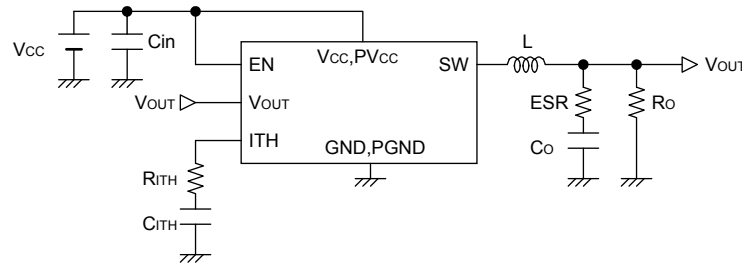 VCC
Cin
EN
VCC,PVCC
SW
L
VOUT
VOUT
VOUT
ESR
RO
CO
ITH
GND,PGND
RITH
CITH